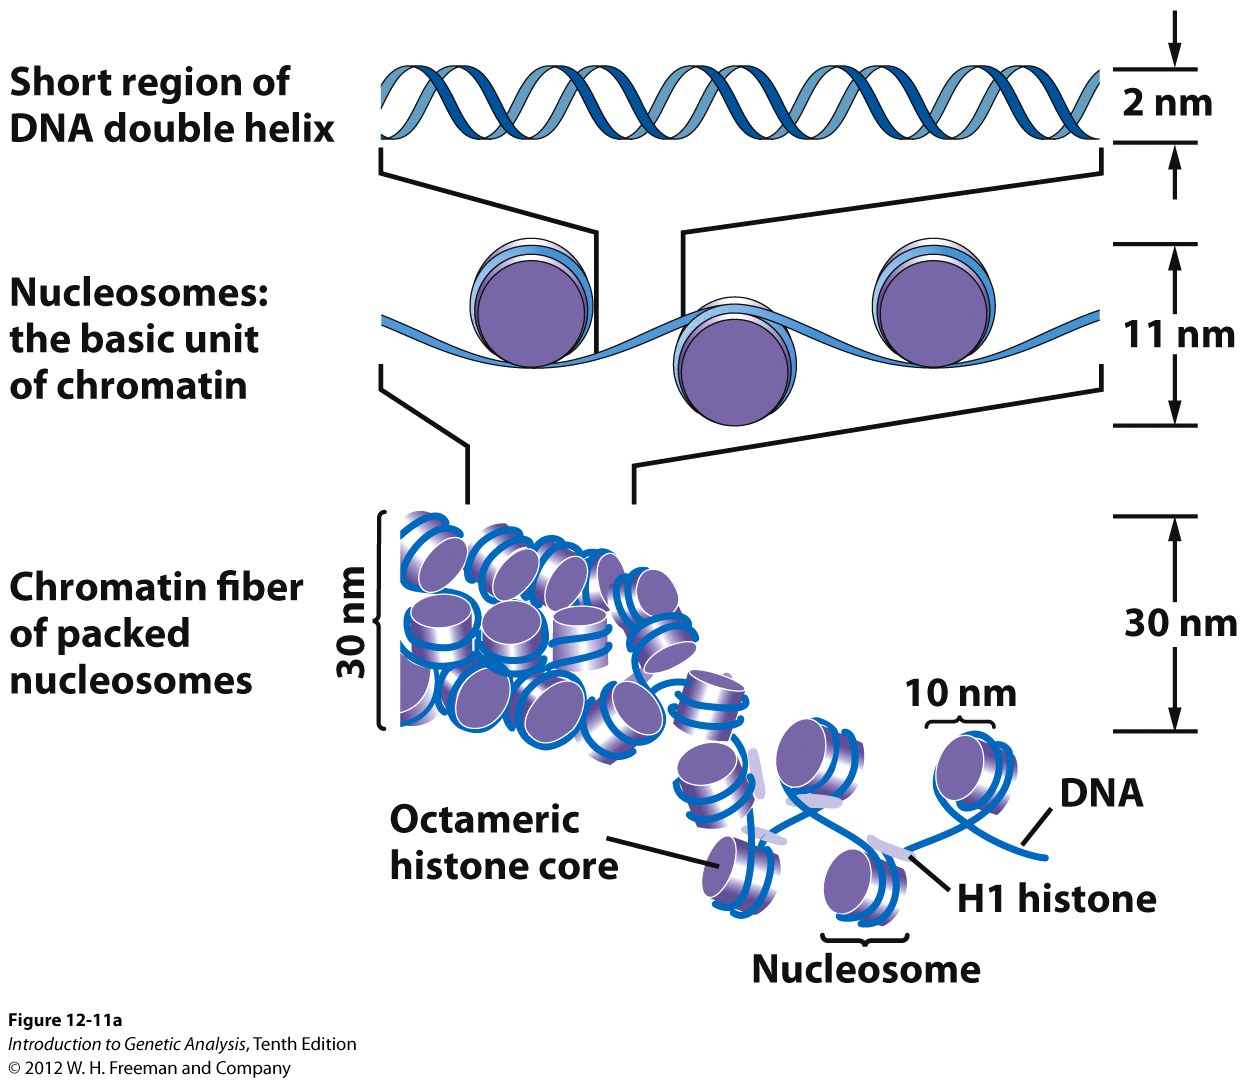 Short region of
DNA double helix
2 nm
Nucleosomes:
the basic unit
of chromatin
11 nm
Chromatin fiber
of packed
nucleosomes
30 nm
30 nm
10 nm
DNA
Octameric
histone core
H1 histone
Nucleosome
Figure 12-11a
Introduction to Genetic Analysis, Tenth Edition
© 2012 W. H. Freeman and Company